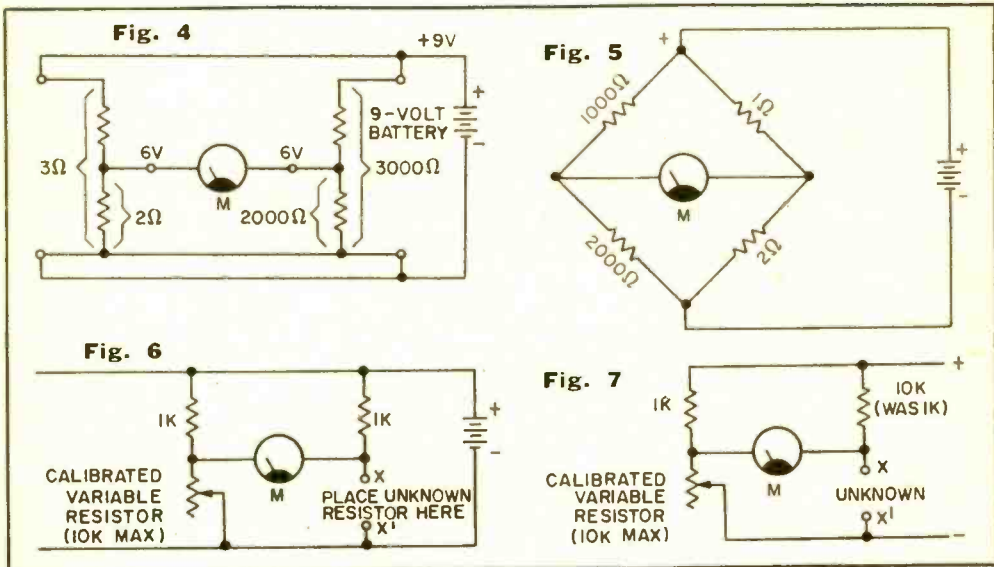 Fig. 4
+9V
+
9-VOLT
BATTERY
-
3Ω
6V
6V
3000Ω
M
2Ω
2000Ω
Fig. 5
+
1000Ω
1Ω
+
-
M
2000Ω
2Ω
Fig. 6
1K
1K
+
-
M
CALIBRATED
VARIABLE
RESISTOR
(10K MAX)
X
PLACE UNKNOWN
RESISTOR HERE
X'
Fig. 7
+
1K
10K
(WAS 1K)
M
CALIBRATED
VARIABLE
RESISTOR
(10K MAX)
X
UNKNOWN
X'
-